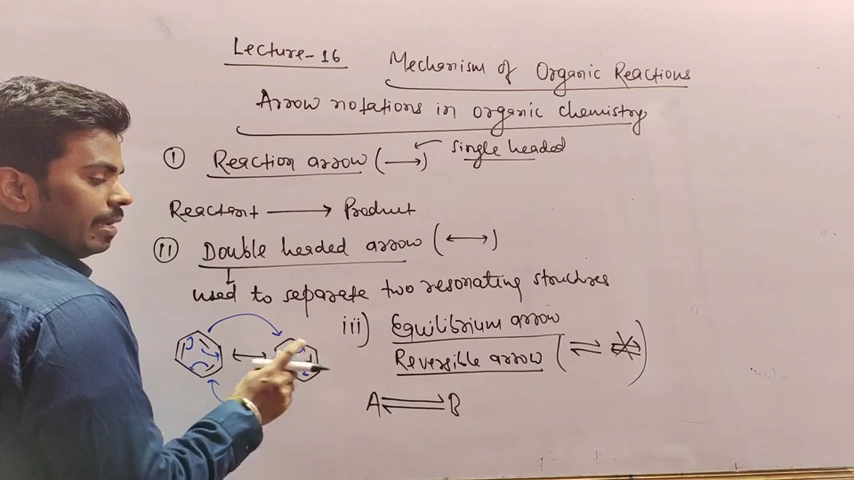 Lecture-16
Mechanism of Organic Reactions
Arrow notations in organic chemistry
I Reaction arrow (⟶) ← Single headed
Reactant ⟶ Product
II Double headed arrow (⟷)
used to separate two resonating structures
iii) Equilibrium arrow
Reversible arrow (⇌
A ⇌ B